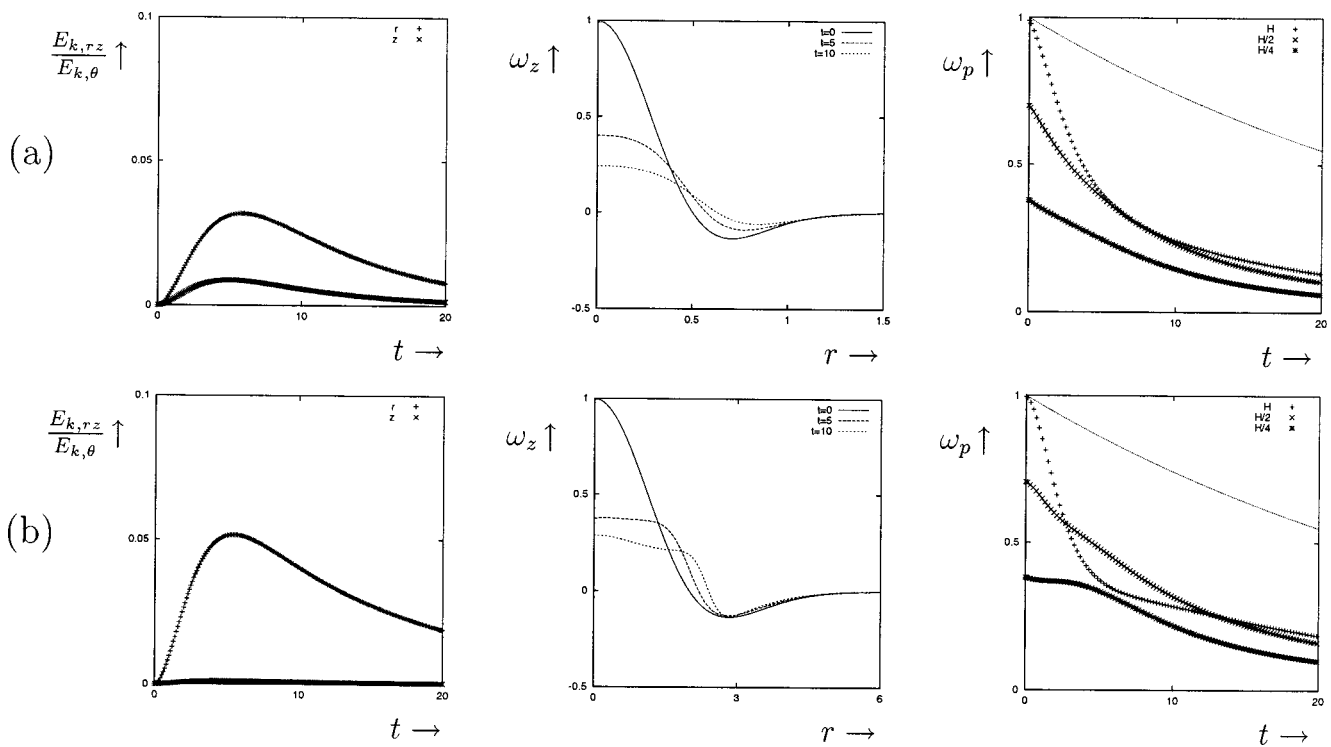 (a)
E_{k,rz} / E_{k,θ} ↑
0.1
0.05
0
r +
z ×
0 10 20
t →
ω_z ↑
1
0.5
0
-0.5
t=0
t=5
t=10
0 0.5 1 1.5
r →
ω_p ↑
1
0.5
0
H +
H/2 ×
H/4 ✱
0 10 20
t →
(b)
E_{k,rz} / E_{k,θ} ↑
0.1
0.05
0
r +
z ×
0 10 20
t →
ω_z ↑
1
0.5
0
-0.5
t=0
t=5
t=10
0 3 6
r →
ω_p ↑
1
0.5
0
H +
H/2 ×
H/4 ✱
0 10 20
t →